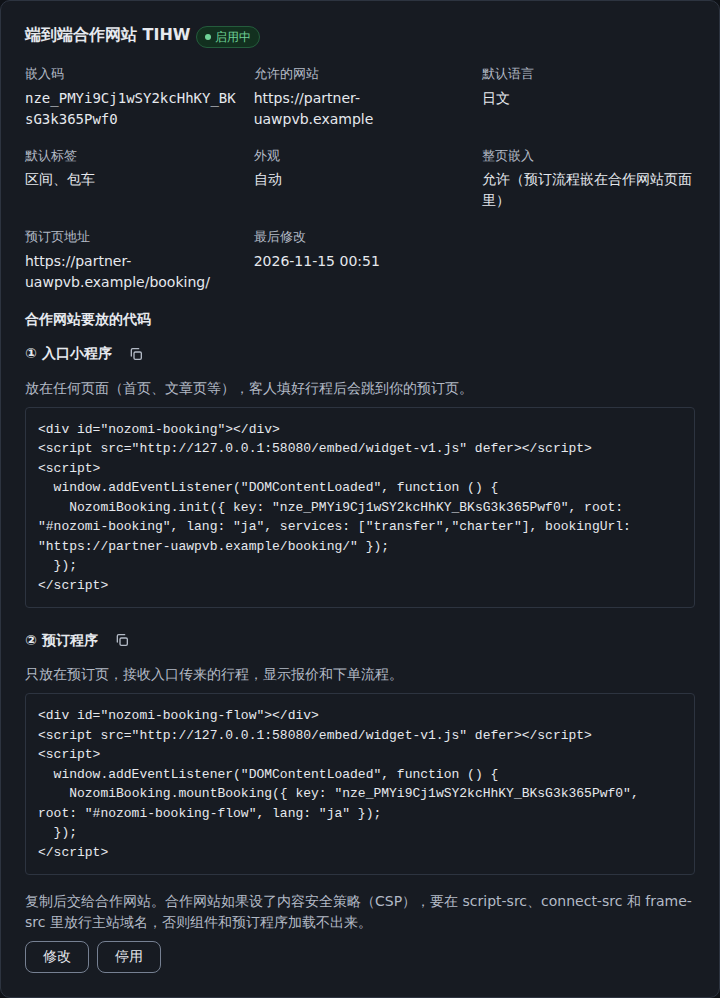 端到端合作网站 TIHW 启用中
嵌入码 允许的网站 默认语言
nze_PMYi9Cj1wSY2kcHhKY_BK https://partner- 日文
sG3k365Pwf0 uawpvb.example
默认标签 外观 整页嵌入
区间、包车 自动 允许（预订流程嵌在合作网站页面
里）
预订页地址 最后修改
https://partner- 2026-11-15 00:51
uawpvb.example/booking/
合作网站要放的代码
① 入口小程序
放在任何页面（首页、文章页等），客人填好行程后会跳到你的预订页。
<div id="nozomi-booking"></div>
<script src="http://127.0.0.1:58080/embed/widget-v1.js" defer></script>
<script>
  window.addEventListener("DOMContentLoaded", function () {
    NozomiBooking.init({ key: "nze_PMYi9Cj1wSY2kcHhKY_BKsG3k365Pwf0", root:
"#nozomi-booking", lang: "ja", services: ["transfer","charter"], bookingUrl:
"https://partner-uawpvb.example/booking/" });
  });
</script>
② 预订程序
只放在预订页，接收入口传来的行程，显示报价和下单流程。
<div id="nozomi-booking-flow"></div>
<script src="http://127.0.0.1:58080/embed/widget-v1.js" defer></script>
<script>
  window.addEventListener("DOMContentLoaded", function () {
    NozomiBooking.mountBooking({ key: "nze_PMYi9Cj1wSY2kcHhKY_BKsG3k365Pwf0",
root: "#nozomi-booking-flow", lang: "ja" });
  });
</script>
复制后交给合作网站。合作网站如果设了内容安全策略（CSP），要在 script-src、connect-src 和 frame-
src 里放行主站域名，否则组件和预订程序加载不出来。
修改 停用